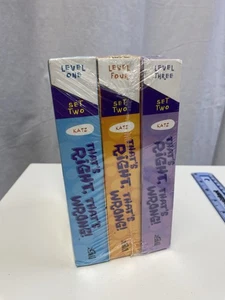 LEVEL
ONE
SET
TWO
KATZ
THAT'S
RIGHT, THAT'S
WRONG!
LEVEL
FOUR
SET
TWO
KATZ
THAT'S
RIGHT, THAT'S
WRONG!
LEVEL
THREE
SET
TWO
KATZ
THAT'S
RIGHT, THAT'S
WRONG!